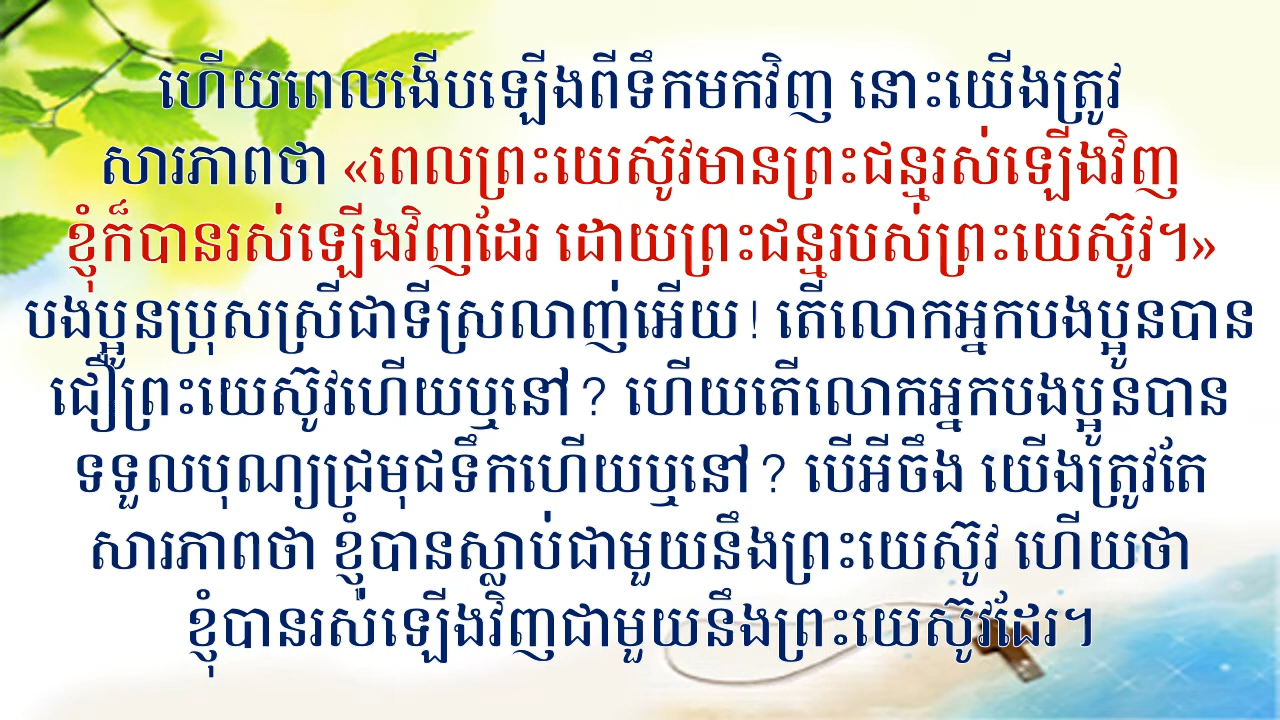 ហើយពេលងើបឡើងពីទឹកមកវិញ នោះយើងត្រូវ
សារភាពថា «ពេលព្រះយេស៊ូវមានព្រះជន្មរស់ឡើងវិញ
ខ្ញុំក៏បានរស់ឡើងវិញដែរ ដោយព្រះជន្មរបស់ព្រះយេស៊ូវ។»
បងប្អូនប្រុសស្រីជាទីស្រលាញ់អើយ! តើលោកអ្នកបងប្អូនបាន
ជឿព្រះយេស៊ូវហើយឬនៅ? ហើយតើលោកអ្នកបងប្អូនបាន
ទទួលបុណ្យជ្រមុជទឹកហើយឬនៅ? បើអីចឹង យើងត្រូវតែ
សារភាពថា ខ្ញុំបានស្លាប់ជាមួយនឹងព្រះយេស៊ូវ ហើយថា
ខ្ញុំបានរស់ឡើងវិញជាមួយនឹងព្រះយេស៊ូវដែរ។